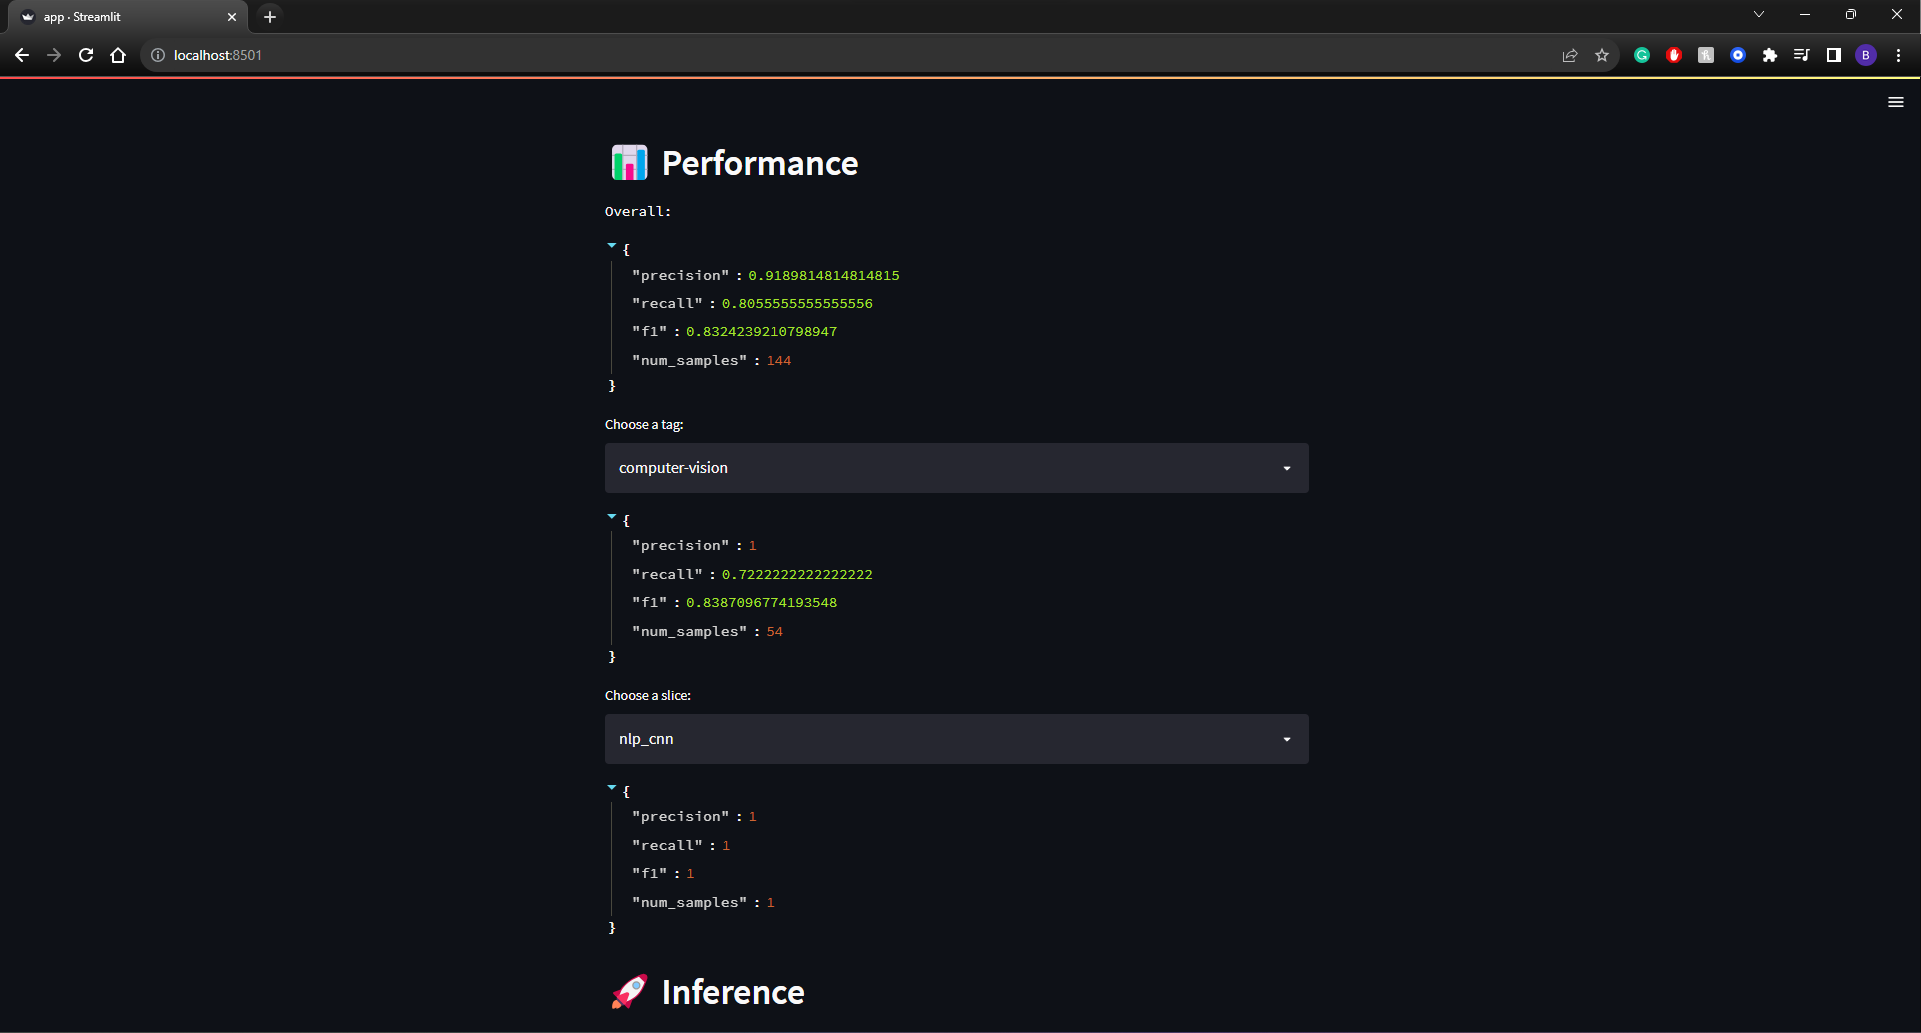 app · Streamlit
localhost:8501
B
Performance
Overall:
{
"precision" : 0.9189814814814815
"recall" : 0.8055555555555556
"f1" : 0.8324239210798947
"num_samples" : 144
}
Choose a tag:
computer-vision
{
"precision" : 1
"recall" : 0.7222222222222222
"f1" : 0.8387096774193548
"num_samples" : 54
}
Choose a slice:
nlp_cnn
{
"precision" : 1
"recall" : 1
"f1" : 1
"num_samples" : 1
}
Inference